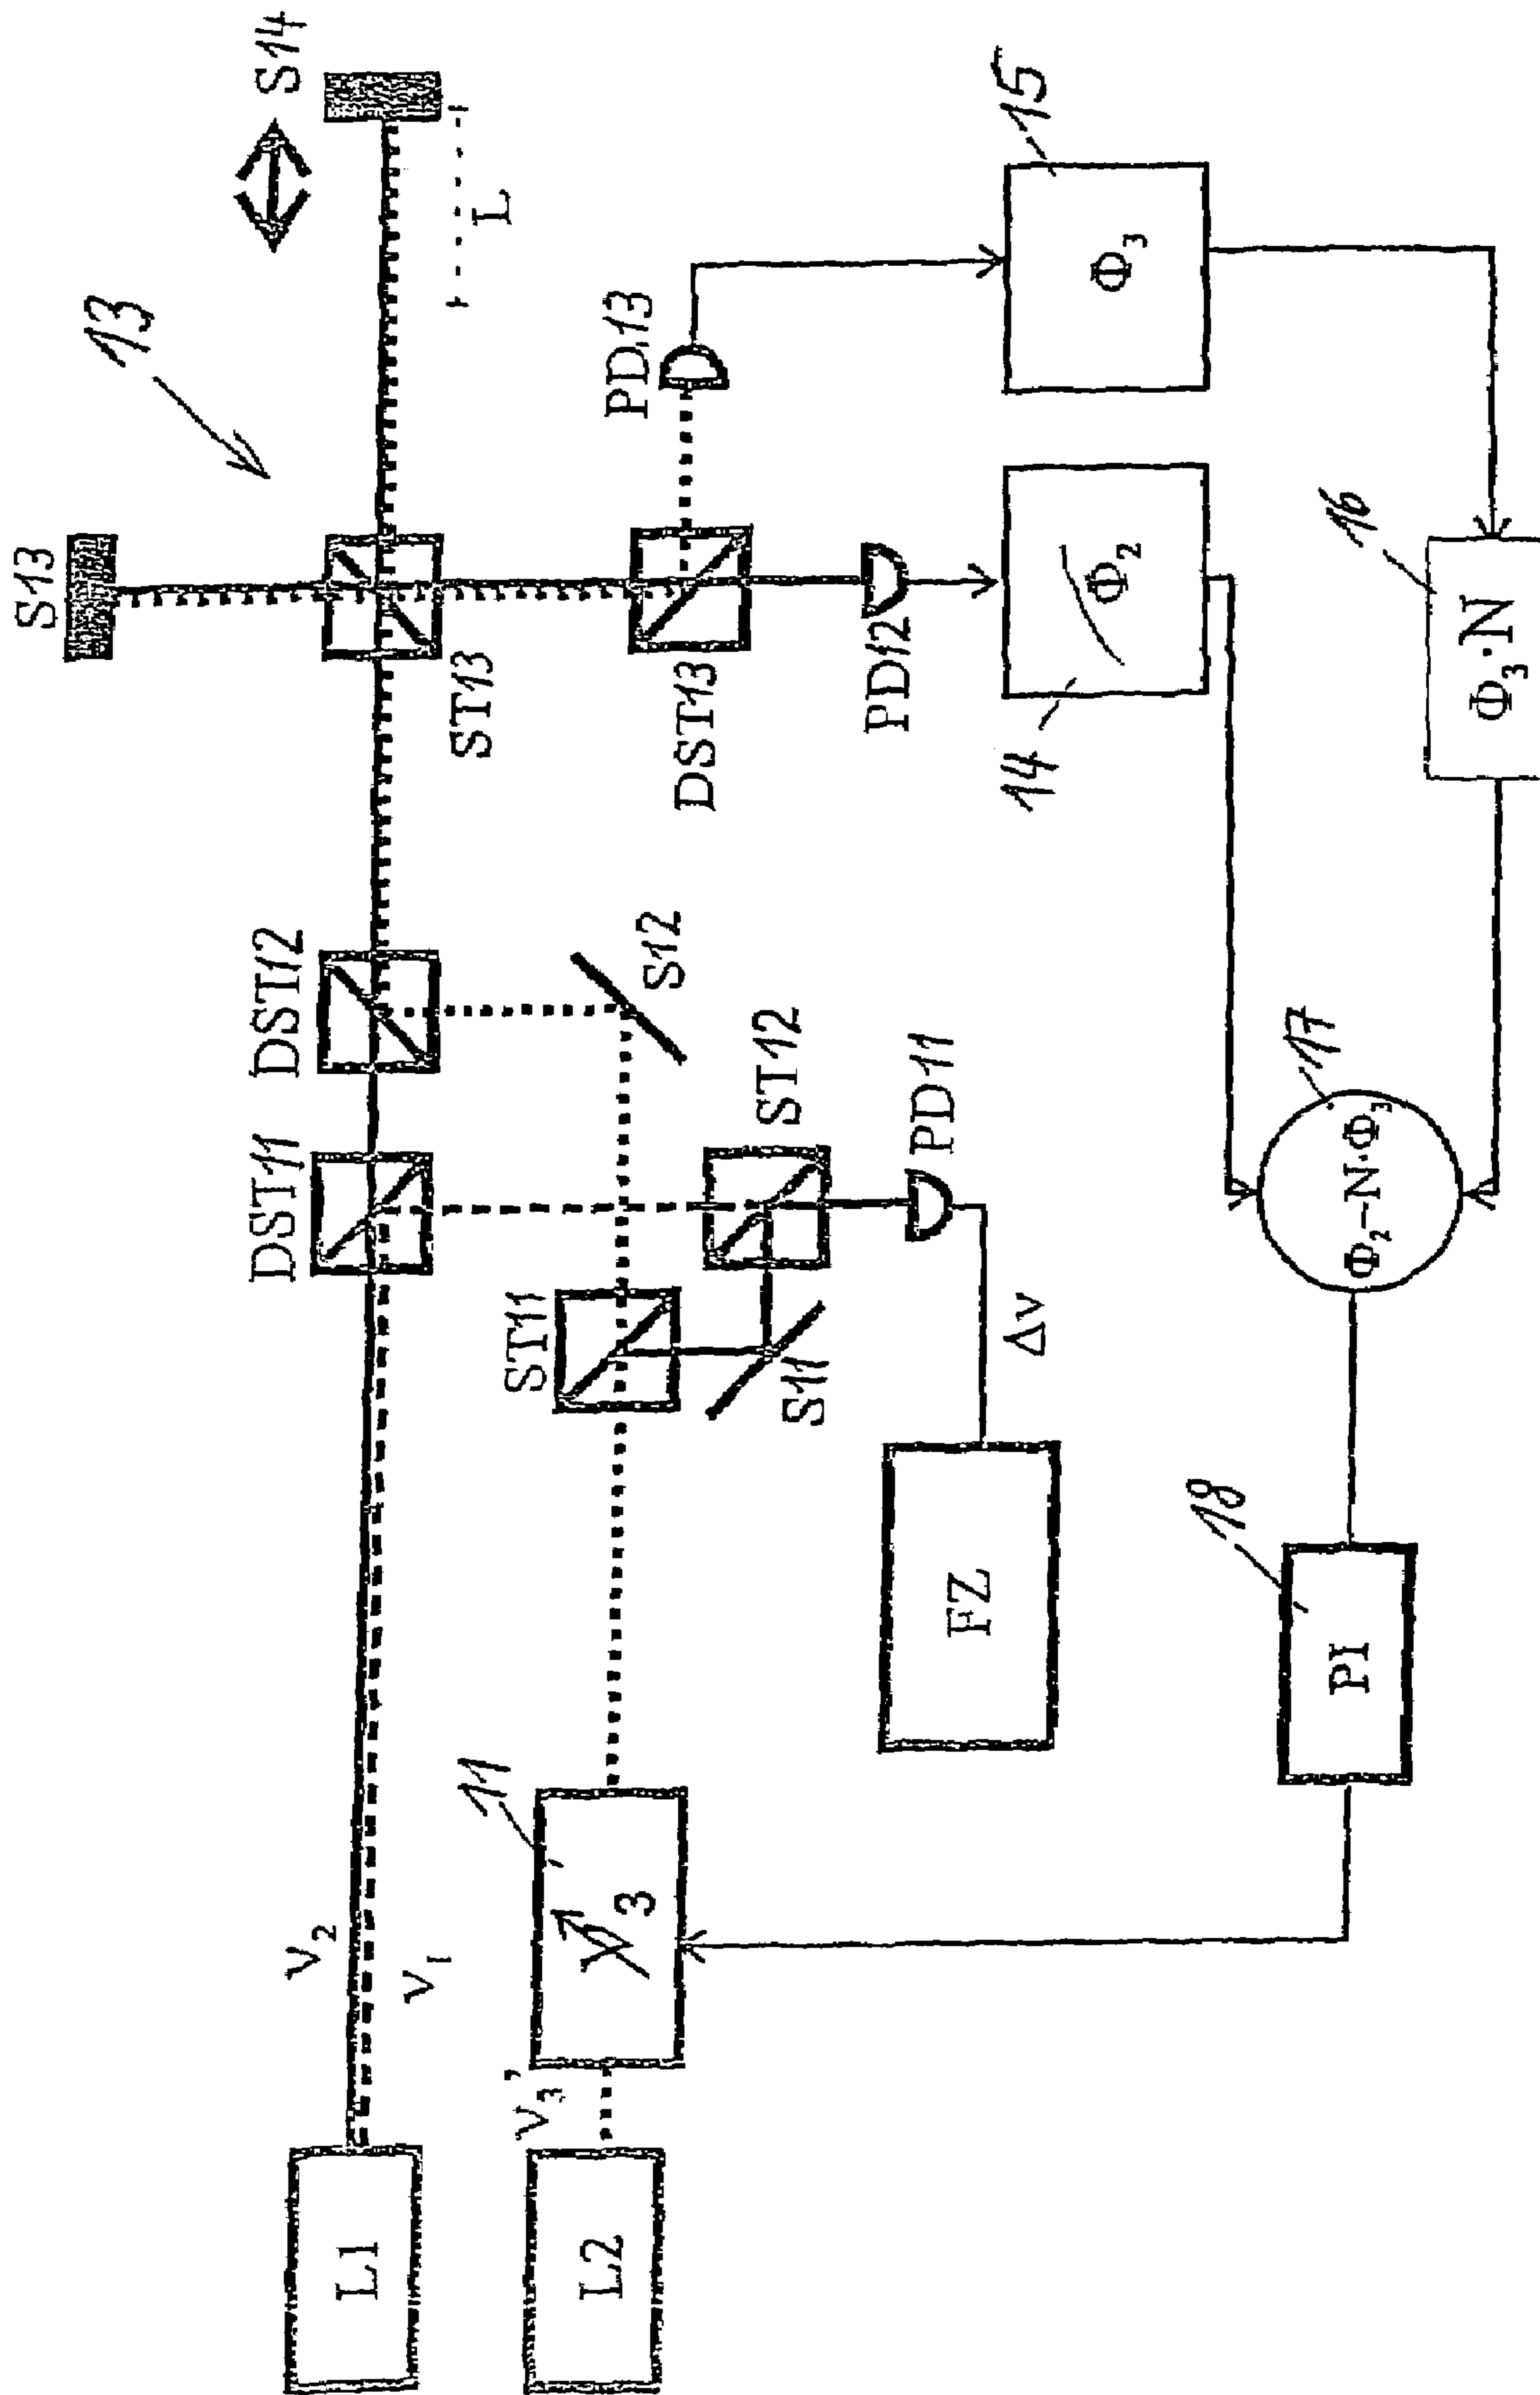 L1
ν₂
ν₁
DST11
DST12
13
S13
ST13
S14
L
L2
ν₃'
11
ν₃
ST11
S11
S12
ST12
PD11
Δν
FZ
DST13
PD13
PD12
14
Φ₂
15
Φ₃
16
Φ₃·N
17
Φ₂−N·Φ₃
18
PI